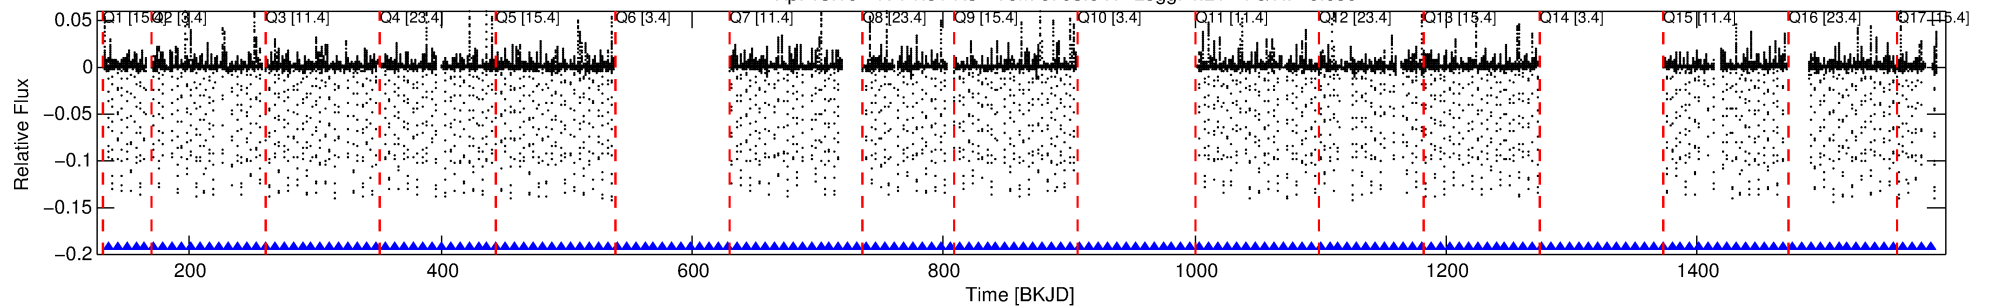 Q1 [15.4] Q2 [3.4] Q3 [11.4] Q4 [23.4] Q5 [15.4] Q6 [3.4] Q7 [11.4] Q8 [23.4] Q9 [15.4] Q10 [3.4] Q11 [11.4] Q12 [23.4] Q13 [15.4] Q14 [3.4] Q15 [11.4] Q16 [23.4] Q17 [15.4]
0.05
0
−0.05
−0.1
−0.15
−0.2
Relative Flux
200 400 600 800 1000 1200 1400
Time [BKJD]